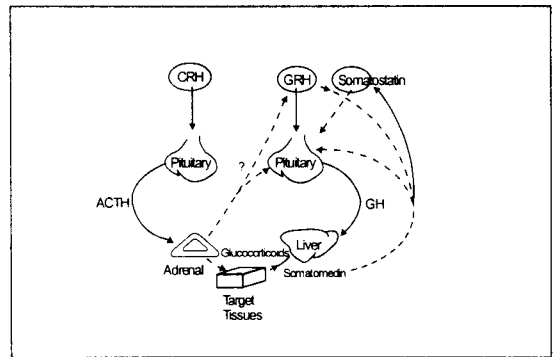 CRH
GRH
Somatostatin
Pituitary
?
Pituitary
ACTH
GH
Adrenal
Glucocorticoids
Liver
Somatomedin
Target
Tissues